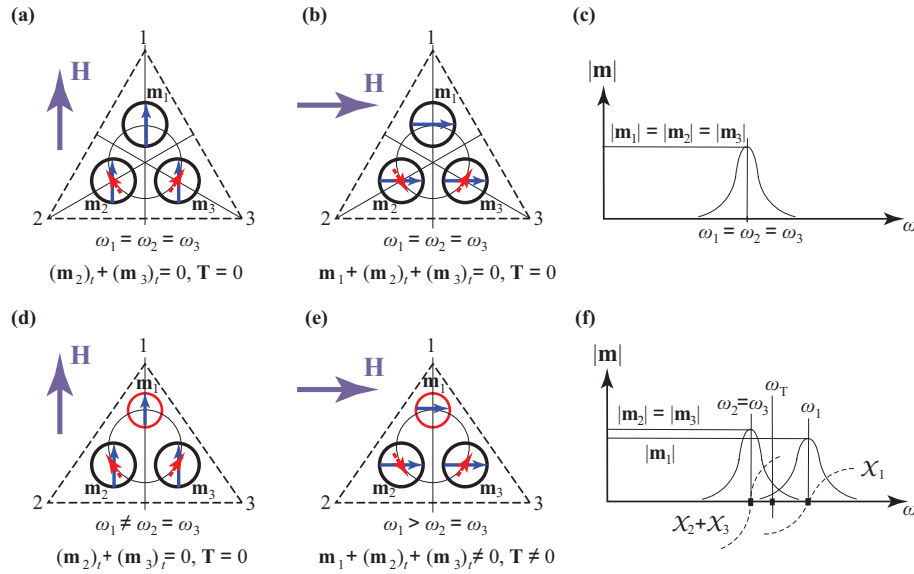 (a)
1
H
m₁
m₂
m₃
2
3
ω₁ = ω₂ = ω₃
(m₂)ₜ + (m₃)ₜ = 0, T = 0
(b)
1
H
m₁
m₂
m₃
2
3
ω₁ = ω₂ = ω₃
m₁ + (m₂)ₜ + (m₃)ₜ = 0, T = 0
(c)
|m|
|m₁| = |m₂| = |m₃|
ω
ω₁ = ω₂ = ω₃
(d)
1
H
m₁
m₂
m₃
2
3
ω₁ ≠ ω₂ = ω₃
(m₂)ₜ + (m₃)ₜ = 0, T = 0
(e)
1
H
m₁
m₂
m₃
2
3
ω₁ > ω₂ = ω₃
m₁ + (m₂)ₜ + (m₃)ₜ ≠ 0, T ≠ 0
(f)
|m|
ω_T
ω₂=ω₃
ω₁
|m₂| = |m₃|
|m₁|
χ₁
χ₂+χ₃
ω